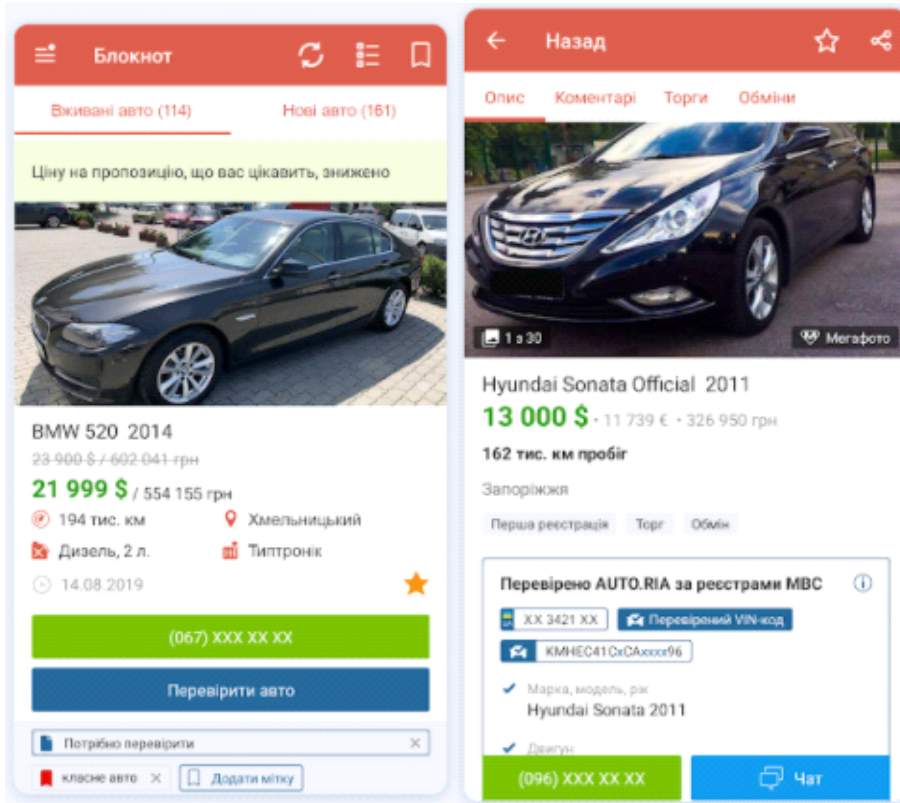 Блокнот
Вживані авто (114)
Нові авто (161)
Ціну на пропозицію, що вас цікавить, знижено
BMW 520 2014
23 900 $ / 602 041 грн
21 999 $ / 554 155 грн
194 тис. км
Хмельницький
Дизель, 2 л.
Типтронік
14.08.2019
(067) XXX XX XX
Перевірити авто
Потрібно перевірити
класне авто
Додати мітку
Назад
Опис Коментарі Торги Обміни
1 з 30
Мегафото
Hyundai Sonata Official 2011
13 000 $ · 11 739 € · 326 950 грн
162 тис. км пробіг
Запоріжжя
Перша реєстрація Торг Обмін
Перевірено AUTO.RIA за реєстрами МВС
XX 3421 XX
Перевірений VIN-код
KMHEC41CxCAxxxx96
Марка, модель, рік
Hyundai Sonata 2011
Двигун
(096) XXX XX XX
Чат